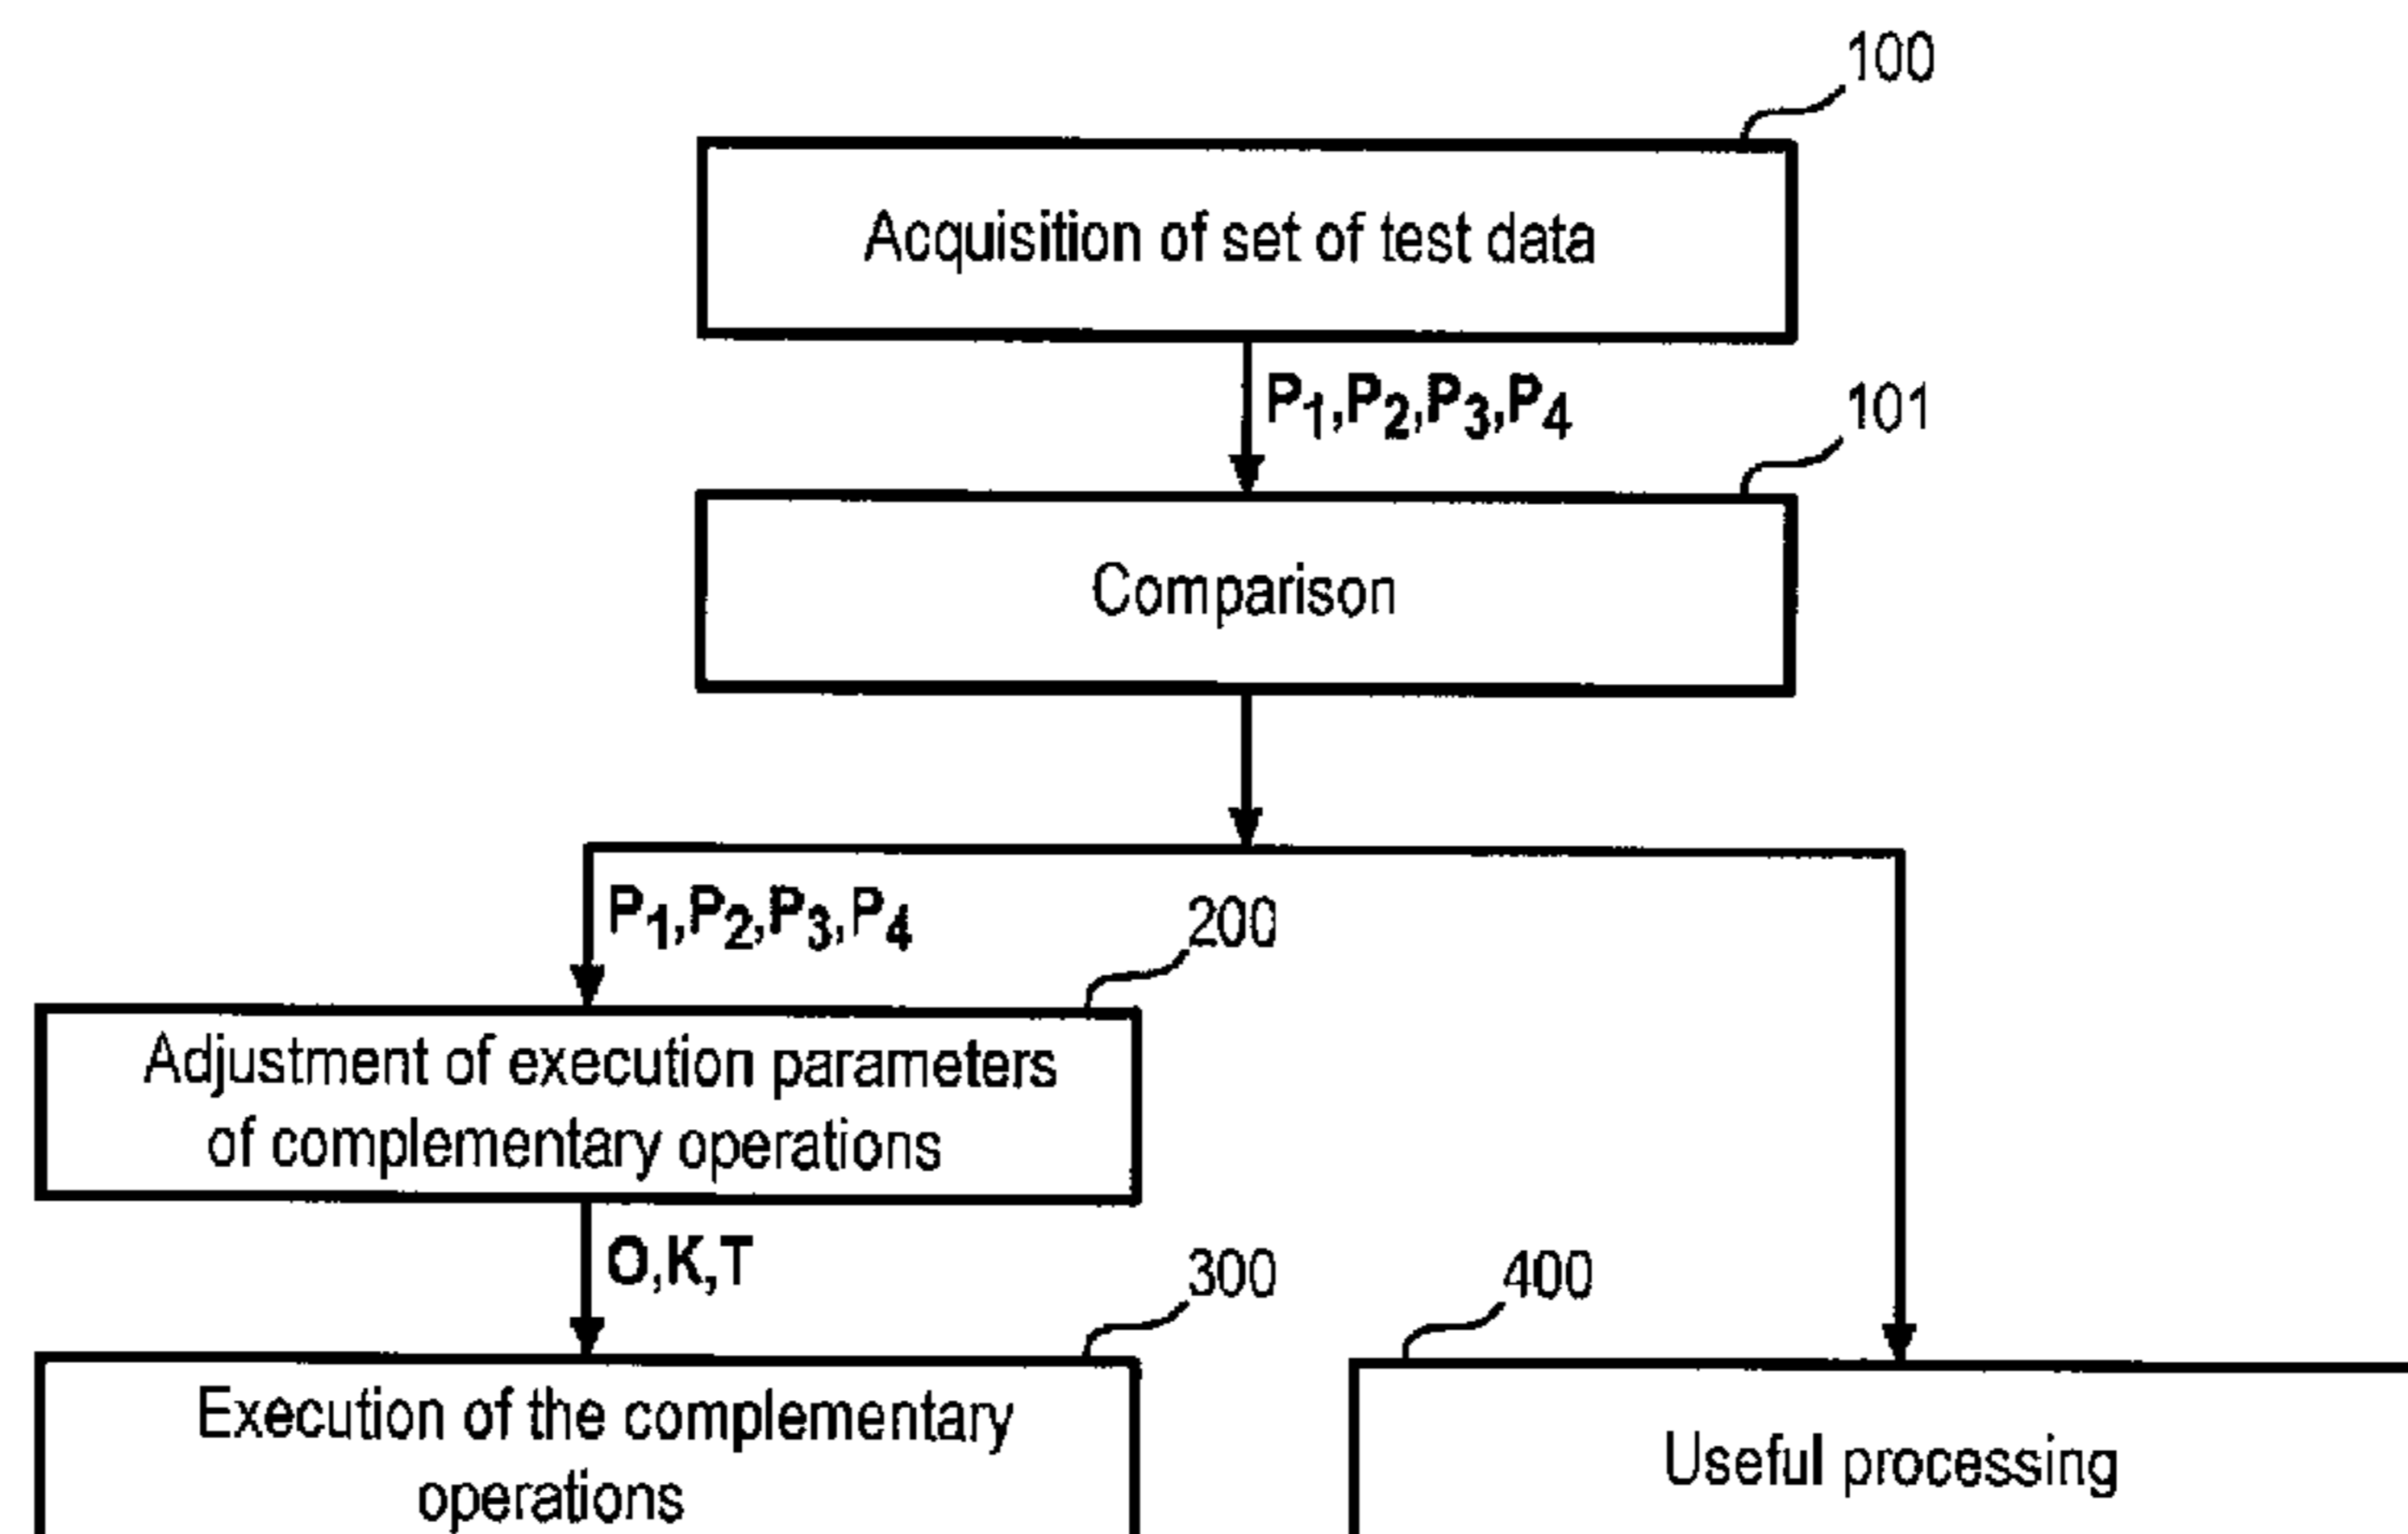 100
Acquisition of set of test data
P1,P2,P3,P4
101
Comparison
P1,P2,P3,P4
200
Adjustment of execution parameters
of complementary operations
O,K,T
300
400
Execution of the complementary
operations
Useful processing